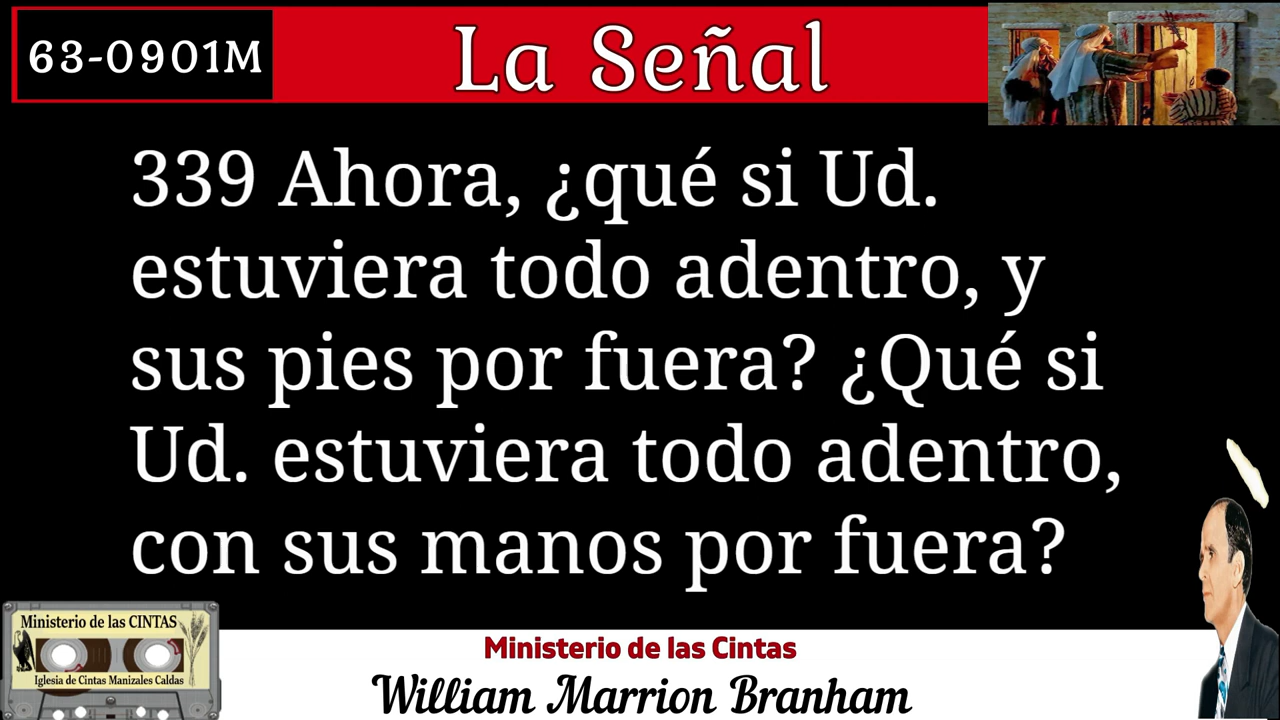 63-0901M
La Señal
339 Ahora, ¿qué si Ud.
estuviera todo adentro, y
sus pies por fuera? ¿Qué si
Ud. estuviera todo adentro,
con sus manos por fuera?
Ministerio de las CINTAS
Iglesia de Cintas Manizales Caldas
Ministerio de las Cintas
William Marrion Branham